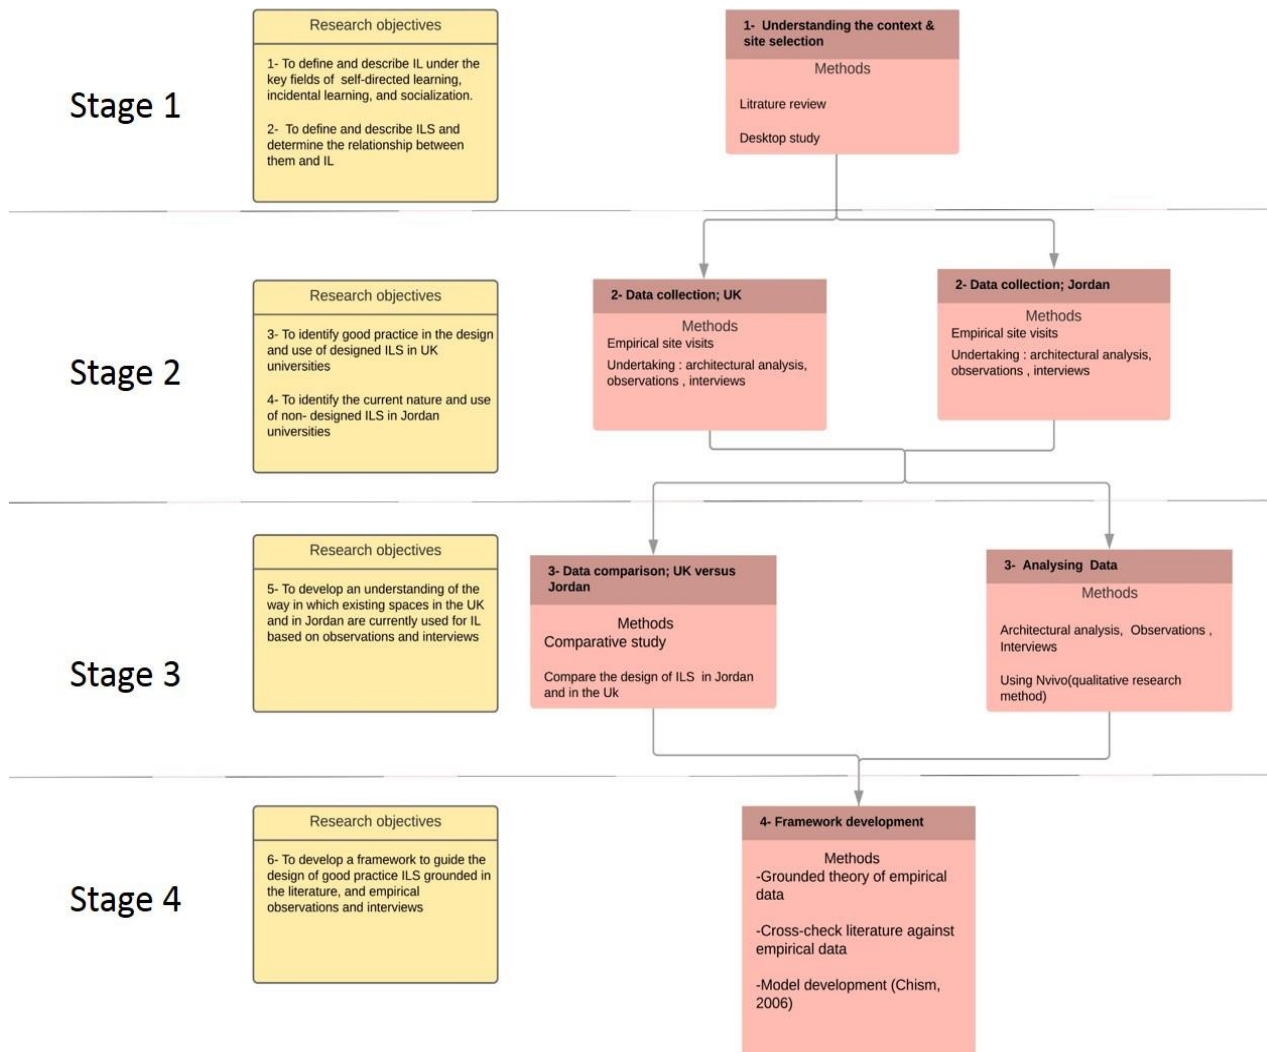 Stage 1
Research objectives
1- To define and describe IL under the
key fields of self-directed learning,
incidental learning, and socialization.
2- To define and describe ILS and
determine the relationship between
them and IL
1- Understanding the context &
site selection
Methods
Litrature review
Desktop study
Stage 2
Research objectives
3- To identify good practice in the design
and use of designed ILS in UK
universities
4- To identify the current nature and use
of non- designed ILS in Jordan
universities
2- Data collection; UK
Methods
Empirical site visits
Undertaking : architectural analysis,
observations , interviews
2- Data collection; Jordan
Methods
Empirical site visits
Undertaking : architectural analysis,
observations , interviews
Stage 3
Research objectives
5- To develop an understanding of the
way in which existing spaces in the UK
and in Jordan are currently used for IL
based on observations and interviews
3- Data comparison; UK versus
Jordan
Methods
Comparative study
Compare the design of ILS in Jordan
and in the Uk
3- Analysing Data
Methods
Architectural analysis, Observations ,
Interviews
Using Nvivo(qualitative research
method)
Stage 4
Research objectives
6- To develop a framework to guide the
design of good practice ILS grounded in
the literature, and empirical
observations and interviews
4- Framework development
Methods
-Grounded theory of empirical
data
-Cross-check literature against
empirical data
-Model development (Chism,
2006)